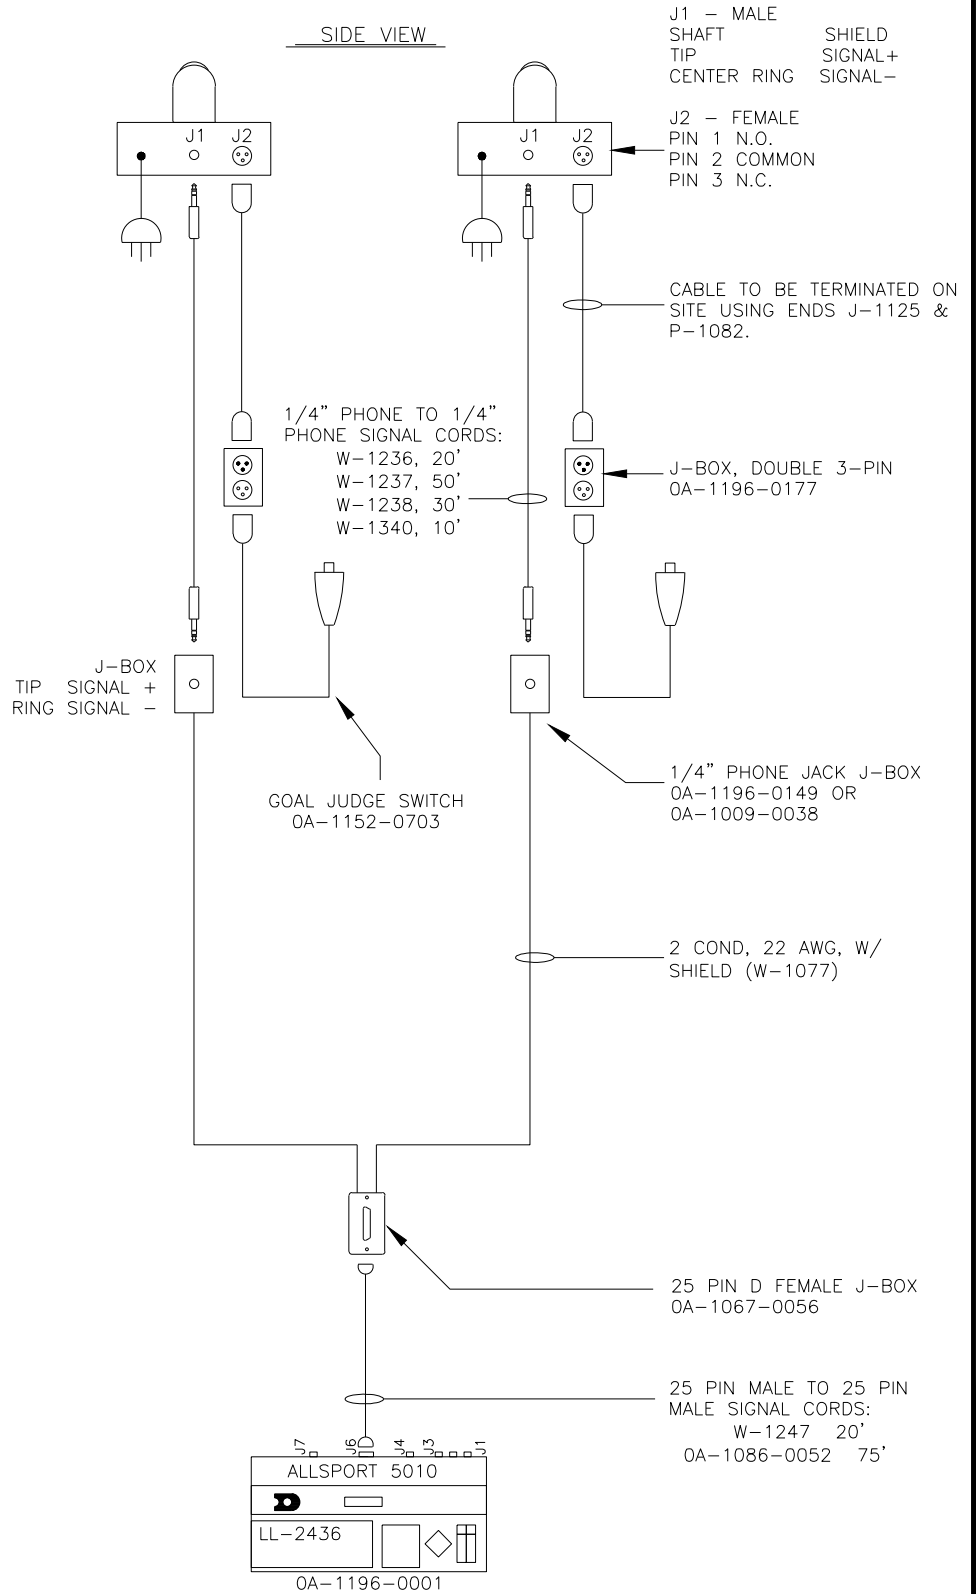 SIDE VIEW
J1 – MALE
SHAFT SHIELD
TIP SIGNAL+
CENTER RING SIGNAL–
J2 – FEMALE
PIN 1 N.O.
PIN 2 COMMON
PIN 3 N.C.
J1 J2
J1 J2
CABLE TO BE TERMINATED ON
SITE USING ENDS J–1125 &
P–1082.
1/4" PHONE TO 1/4"
PHONE SIGNAL CORDS:
W–1236, 20'
W–1237, 50'
W–1238, 30'
W–1340, 10'
J–BOX, DOUBLE 3–PIN
0A–1196–0177
J–BOX
TIP SIGNAL +
RING SIGNAL –
GOAL JUDGE SWITCH
0A–1152–0703
1/4" PHONE JACK J–BOX
0A–1196–0149 OR
0A–1009–0038
2 COND, 22 AWG, W/
SHIELD (W–1077)
25 PIN D FEMALE J–BOX
0A–1067–0056
25 PIN MALE TO 25 PIN
MALE SIGNAL CORDS:
W–1247 20'
0A–1086–0052 75'
J7 J6 J4 J3 J1
ALLSPORT 5010
LL–2436
0A–1196–0001